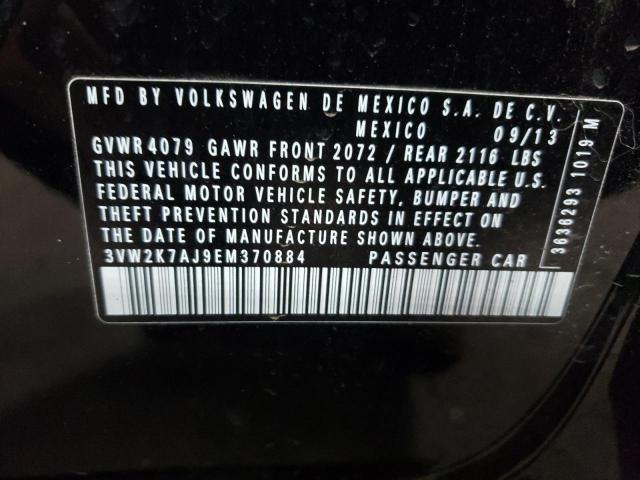 MFD BY VOLKSWAGEN DE MEXICO S.A. DE C.V.
MEXICO 09/13
GVWR 4079 GAWR FRONT 2072 / REAR 2116 LBS
THIS VEHICLE CONFORMS TO ALL APPLICABLE U.S.
FEDERAL MOTOR VEHICLE SAFETY, BUMPER AND
THEFT PREVENTION STANDARDS IN EFFECT ON
THE DATE OF MANUFACTURE SHOWN ABOVE.
3VW2K7AJ9EM370884 PASSENGER CAR
3636293 1019 M